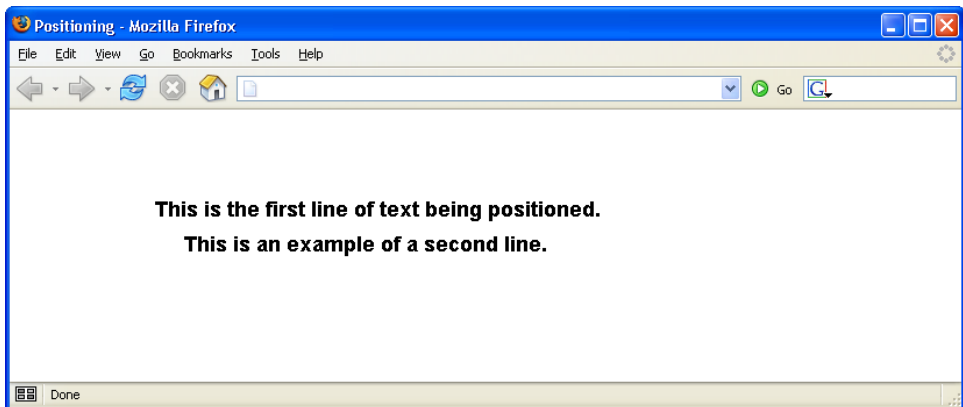 Positioning - Mozilla Firefox
File Edit View Go Bookmarks Tools Help
Go G
This is the first line of text being positioned.
This is an example of a second line.
Done